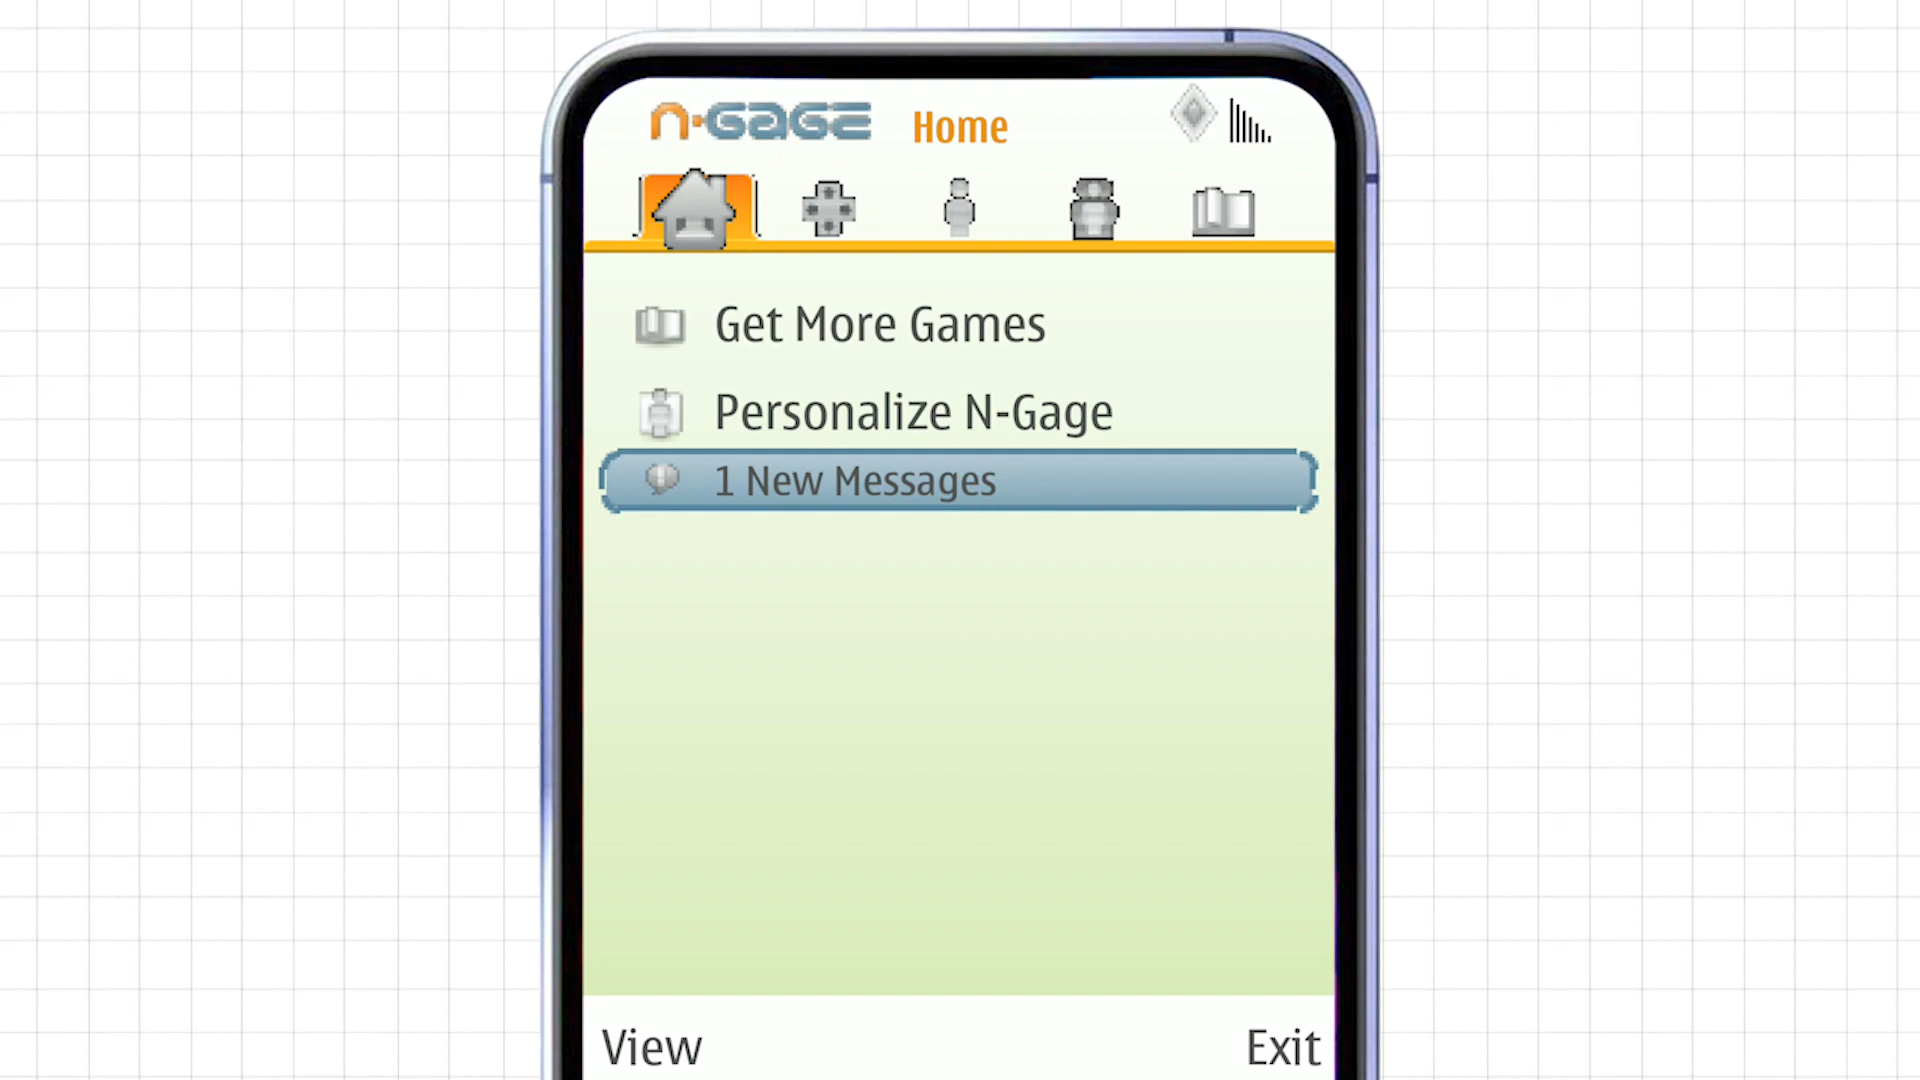 n-GAGE Home
Get More Games
Personalize N-Gage
1 New Messages
View Exit